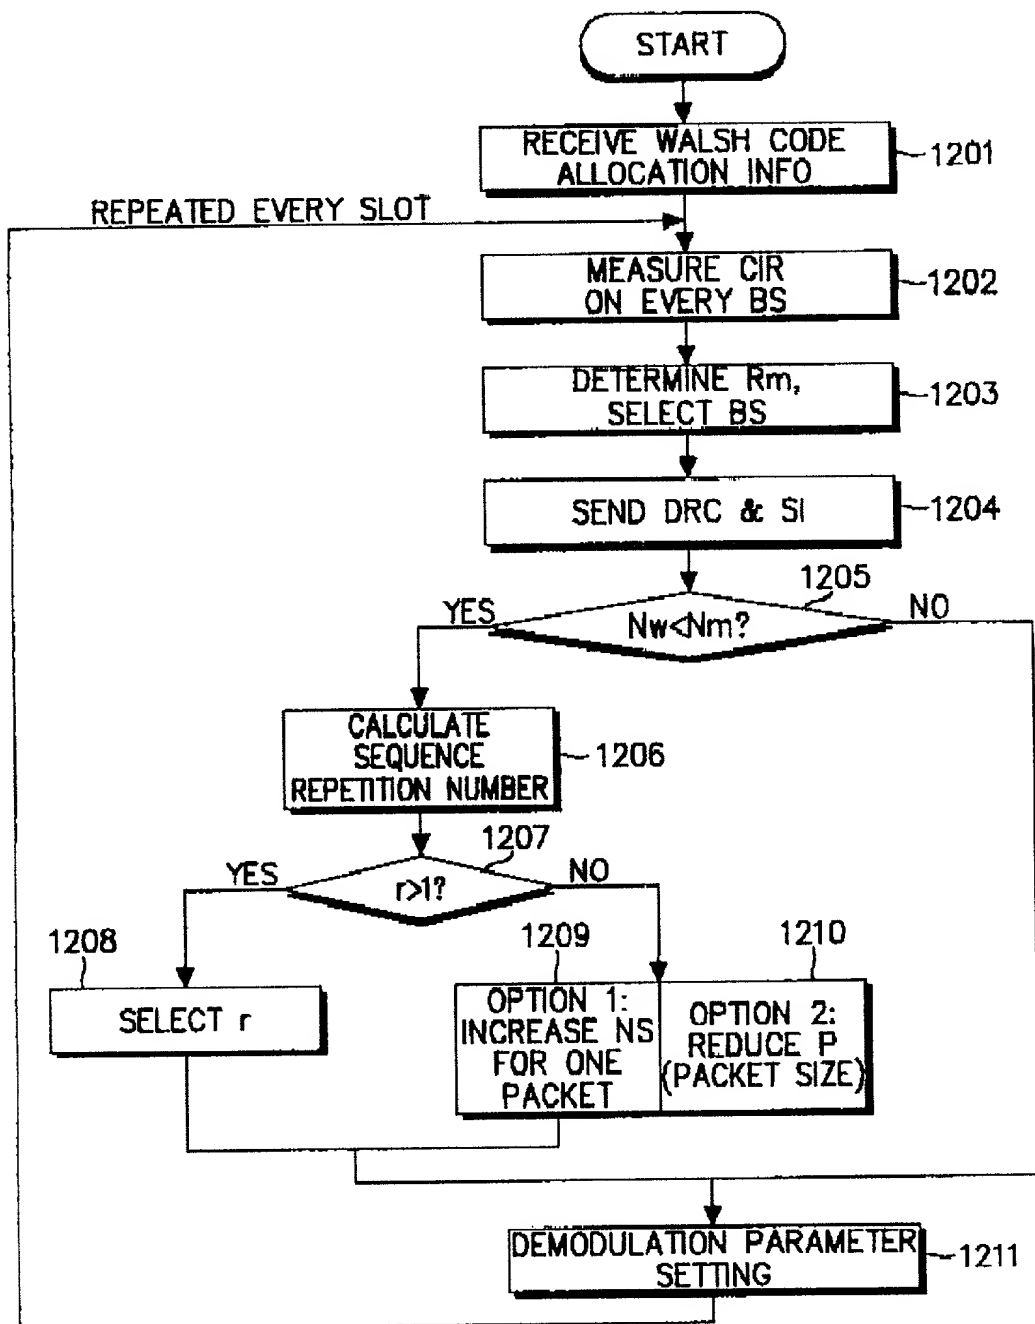 START
RECEIVE WALSH CODE
ALLOCATION INFO
1201
REPEATED EVERY SLOT
MEASURE CIR
ON EVERY BS
1202
DETERMINE Rm,
SELECT BS
1203
SEND DRC & SI
1204
1205
YES
Nw<Nm?
NO
CALCULATE
SEQUENCE
REPETITION NUMBER
1206
1207
YES
r>1?
NO
1208
SELECT r
1209
OPTION 1:
INCREASE NS
FOR ONE
PACKET
1210
OPTION 2:
REDUCE P
(PACKET SIZE)
DEMODULATION PARAMETER
SETTING
1211